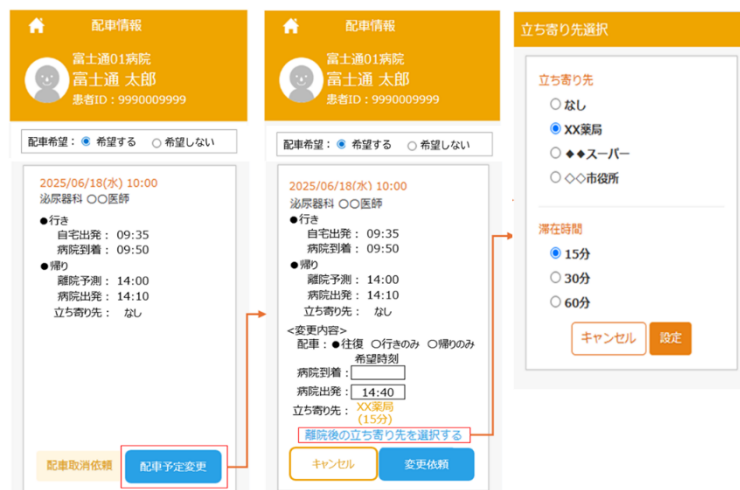 配車情報
富士通01病院
富士通 太郎
患者ID：9990009999
配車希望： 希望する 希望しない
2025/06/18(水) 10:00
泌尿器科 〇〇医師
●行き
自宅出発： 09:35
病院到着： 09:50
●帰り
離院予測： 14:00
病院出発： 14:10
立ち寄り先： なし
配車取消依頼
配車予定変更
配車情報
富士通01病院
富士通 太郎
患者ID：9990009999
配車希望： 希望する 希望しない
2025/06/18(水) 10:00
泌尿器科 〇〇医師
●行き
自宅出発： 09:35
病院到着： 09:50
●帰り
離院予測： 14:00
病院出発： 14:10
立ち寄り先： なし
<変更内容>
配車：●往復 〇行きのみ 〇帰りのみ
希望時刻
病院到着：
病院出発： 14:40
立ち寄り先： XX薬局
(15分)
離院後の立ち寄り先を選択する
キャンセル
変更依頼
立ち寄り先選択
立ち寄り先
なし
XX薬局
◆◆スーパー
◇◇市役所
滞在時間
15分
30分
60分
キャンセル
設定